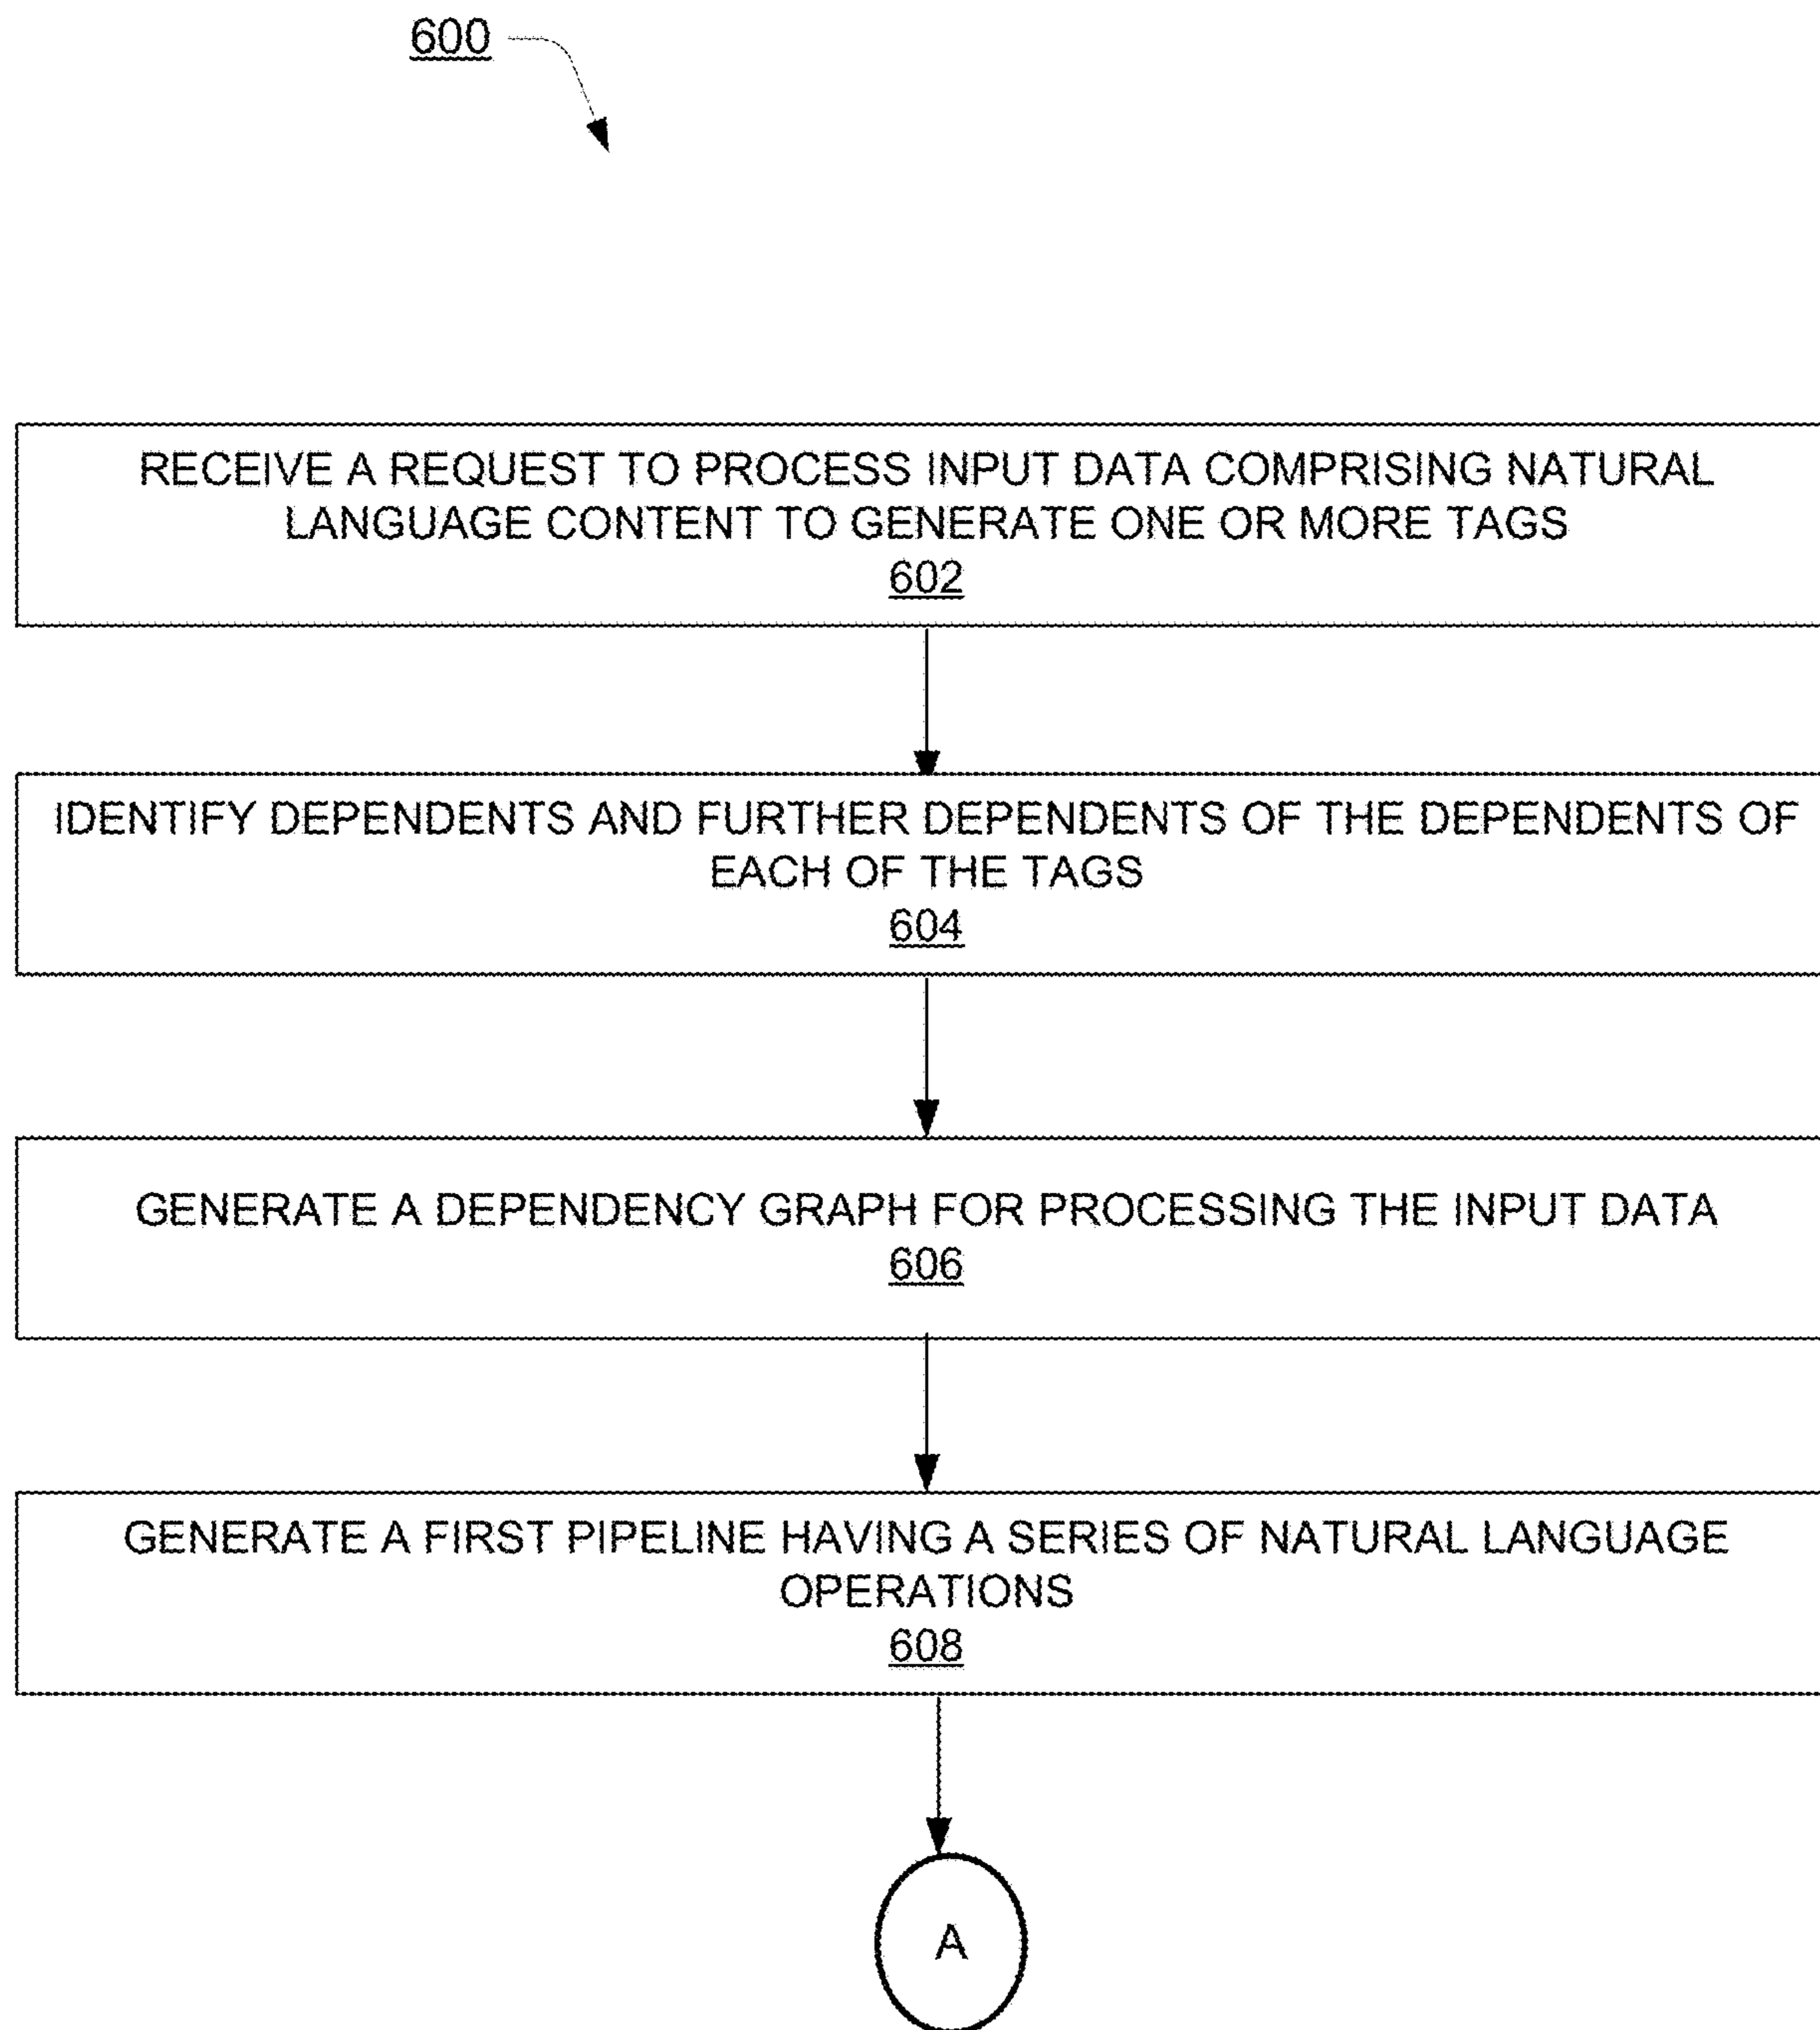 600
RECEIVE A REQUEST TO PROCESS INPUT DATA COMPRISING NATURAL
LANGUAGE CONTENT TO GENERATE ONE OR MORE TAGS
602
IDENTIFY DEPENDENTS AND FURTHER DEPENDENTS OF THE DEPENDENTS OF
EACH OF THE TAGS
604
GENERATE A DEPENDENCY GRAPH FOR PROCESSING THE INPUT DATA
606
GENERATE A FIRST PIPELINE HAVING A SERIES OF NATURAL LANGUAGE
OPERATIONS
608
A